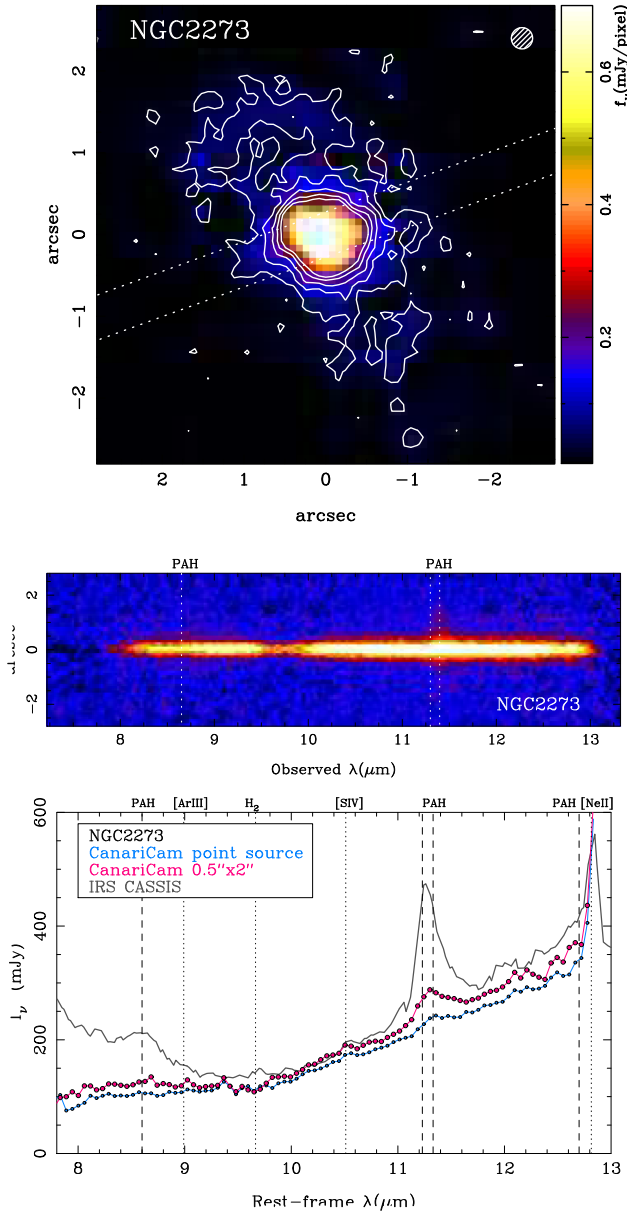 NGC2273
f_ν(mJy/pixel)
0.6
0.4
0.2
2
1
0
−1
−2
arcsec
2 1 0 −1 −2
arcsec
PAH PAH
2
0
−2
arcsec
NGC2273
8 9 10 11 12 13
Observed λ(μm)
PAH [ArIII] H₂ [SIV] PAH PAH [NeII]
600
400
200
0
(mJy)
NGC2273
CanariCam point source
CanariCam 0.5"x2"
IRS CASSIS
8 9 10 11 12 13
Rest−frame λ(μm)